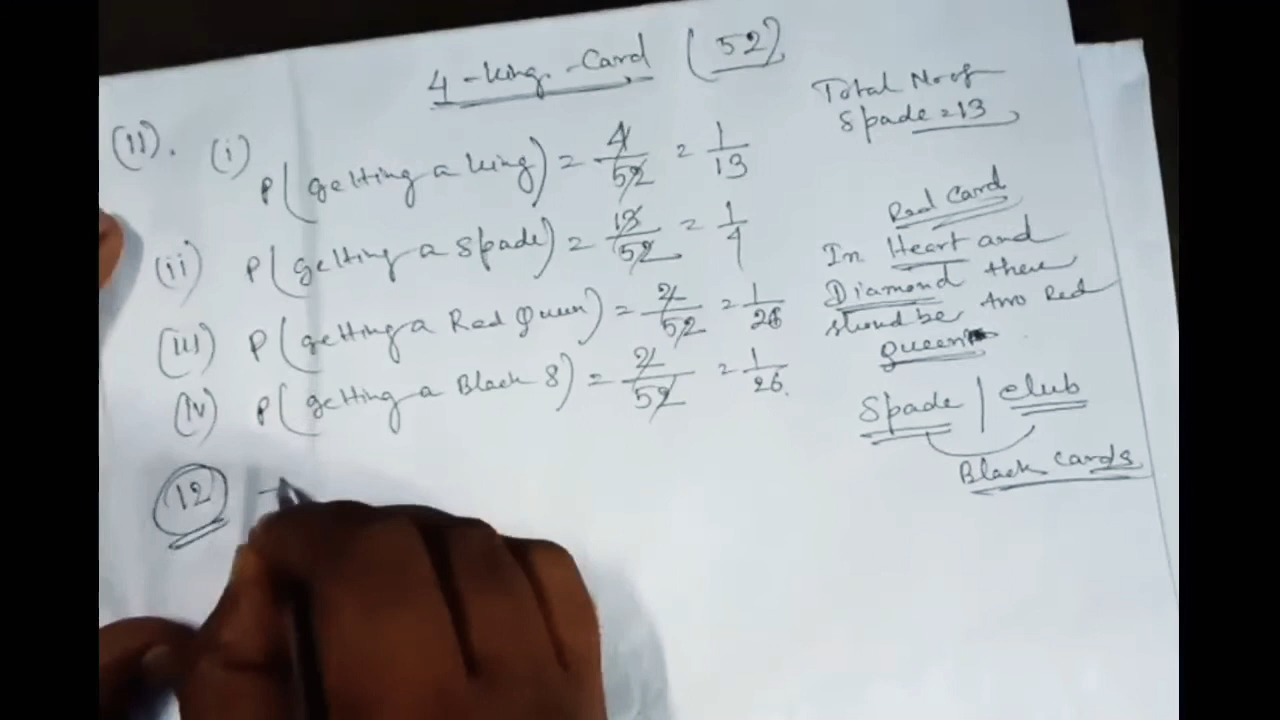 4-King-Card (52)
(11). (i) P(getting a king) = 4/52 = 1/13
(ii) P(getting a Spade) = 13/52 = 1/4
(iii) P(getting a Red Queen) = 2/52 = 1/26
(iv) P(getting a Black 8) = 2/52 = 1/26.
(12)
Total No of
Spade = 13
Red Card
In Heart and
Diamond there
should be two Red
queen
Spade / club
Black cards